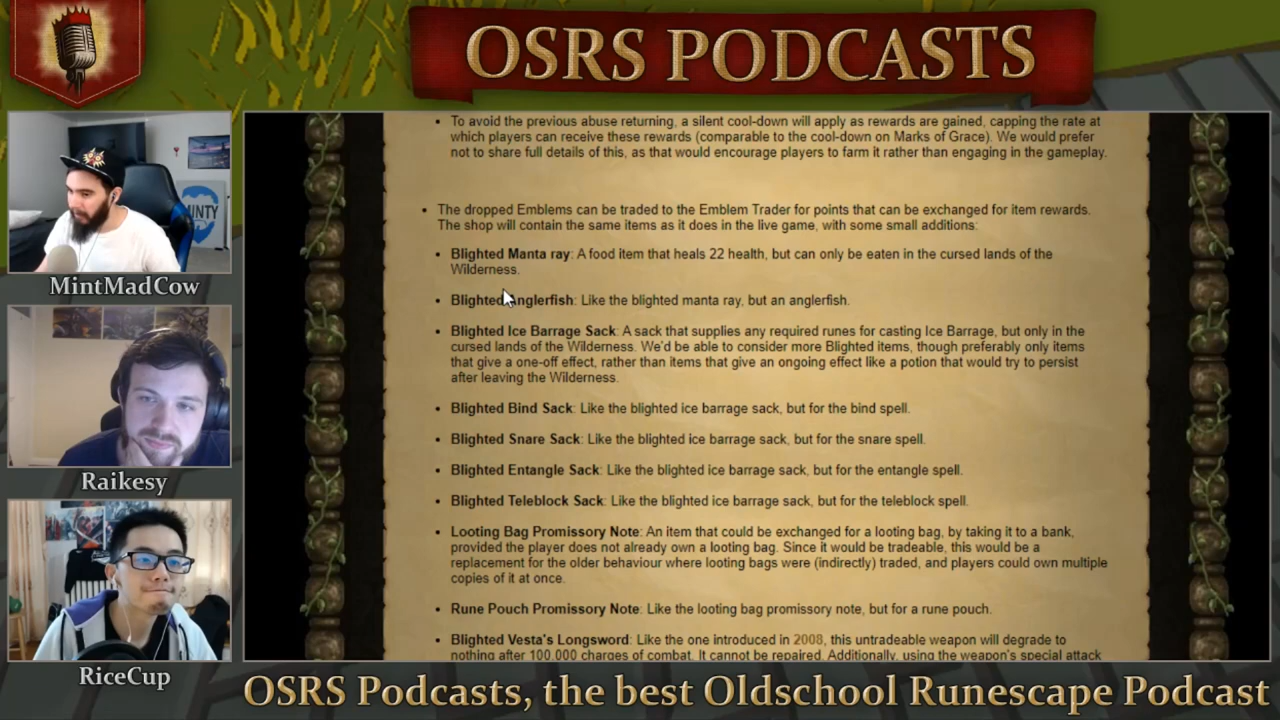 OSRS PODCASTS
MINTY
MintMadCow
Raikesy
RiceCup
• To avoid the previous abuse returning, a silent cool-down will apply as rewards are gained, capping the rate at
which players can receive these rewards (comparable to the cool-down on Marks of Grace). We would prefer
not to share full details of this, as that would encourage players to farm it rather than engaging in the gameplay.
• The dropped Emblems can be traded to the Emblem Trader for points that can be exchanged for item rewards.
The shop will contain the same items as it does in the live game, with some small additions:
• Blighted Manta ray: A food item that heals 22 health, but can only be eaten in the cursed lands of the
Wilderness.
• Blighted Anglerfish: Like the blighted manta ray, but an anglerfish.
• Blighted Ice Barrage Sack: A sack that supplies any required runes for casting Ice Barrage, but only in the
cursed lands of the Wilderness. We'd be able to consider more Blighted items, though preferably only items
that give a one-off effect, rather than items that give an ongoing effect like a potion that would try to persist
after leaving the Wilderness.
• Blighted Bind Sack: Like the blighted ice barrage sack, but for the bind spell.
• Blighted Snare Sack: Like the blighted ice barrage sack, but for the snare spell.
• Blighted Entangle Sack: Like the blighted ice barrage sack, but for the entangle spell.
• Blighted Teleblock Sack: Like the blighted ice barrage sack, but for the teleblock spell.
• Looting Bag Promissory Note: An item that could be exchanged for a looting bag, by taking it to a bank,
provided the player does not already own a looting bag. Since it would be tradeable, this would be a
replacement for the older behaviour where looting bags were (indirectly) traded, and players could own multiple
copies of it at once.
• Rune Pouch Promissory Note: Like the looting bag promissory note, but for a rune pouch.
• Blighted Vesta's Longsword: Like the one introduced in 2008, this untradeable weapon will degrade to
nothing after 100,000 charges of combat. It cannot be repaired. Additionally, using the weapon's special attack
OSRS Podcasts, the best Oldschool Runescape Podcast